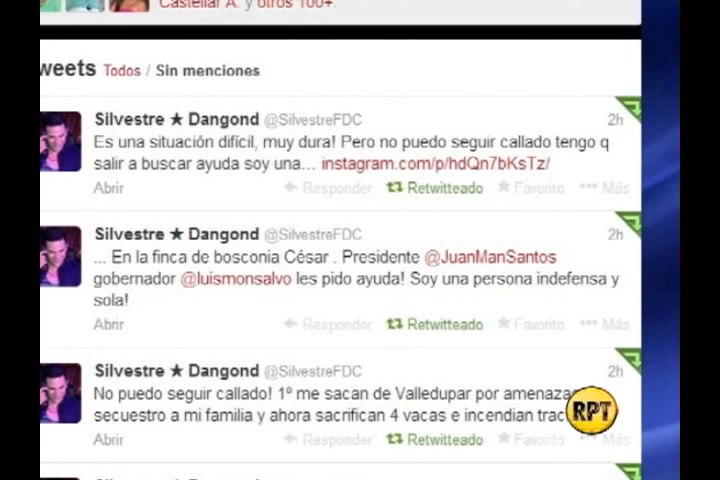 Castellar A. y otros 100+.
weets Todos / Sin menciones
Silvestre ★ Dangond @SilvestreFDC 2h
Es una situación difícil, muy dura! Pero no puedo seguir callado tengo q
salir a buscar ayuda soy una... instagram.com/p/hdQn7bKsTz/
Abrir Responder Retwitteado Favorito ••• Más
Silvestre ★ Dangond @SilvestreFDC 2h
... En la finca de bosconia César . Presidente @JuanManSantos
gobernador @luismonsalvo les pido ayuda! Soy una persona indefensa y
sola!
Abrir Responder Retwitteado Favorito ••• Más
Silvestre ★ Dangond @SilvestreFDC 2h
No puedo seguir callado! 1º me sacan de Valledupar por amenazas
secuestro a mi familia y ahora sacrifican 4 vacas e incendian
RPT
Abrir Responder Retwitteado Favorito Más